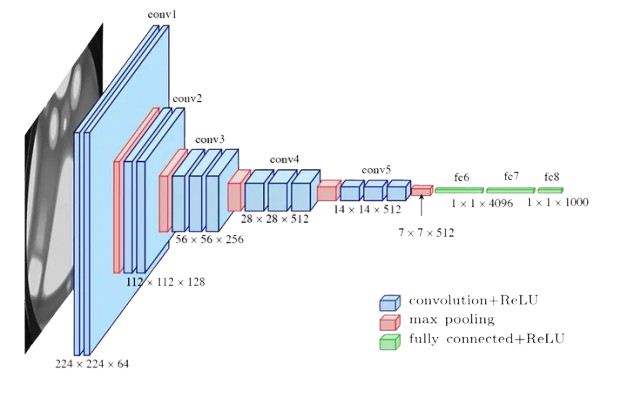 conv1
conv2
conv3
conv4
conv5
fc6
fc7
fc8
1 × 1 × 4096
1 × 1 × 1000
14 × 14 × 512
28 × 28 × 512
7 × 7 × 512
56 × 56 × 256
112 × 112 × 128
224 × 224 × 64
convolution+ReLU
max pooling
fully connected+ReLU